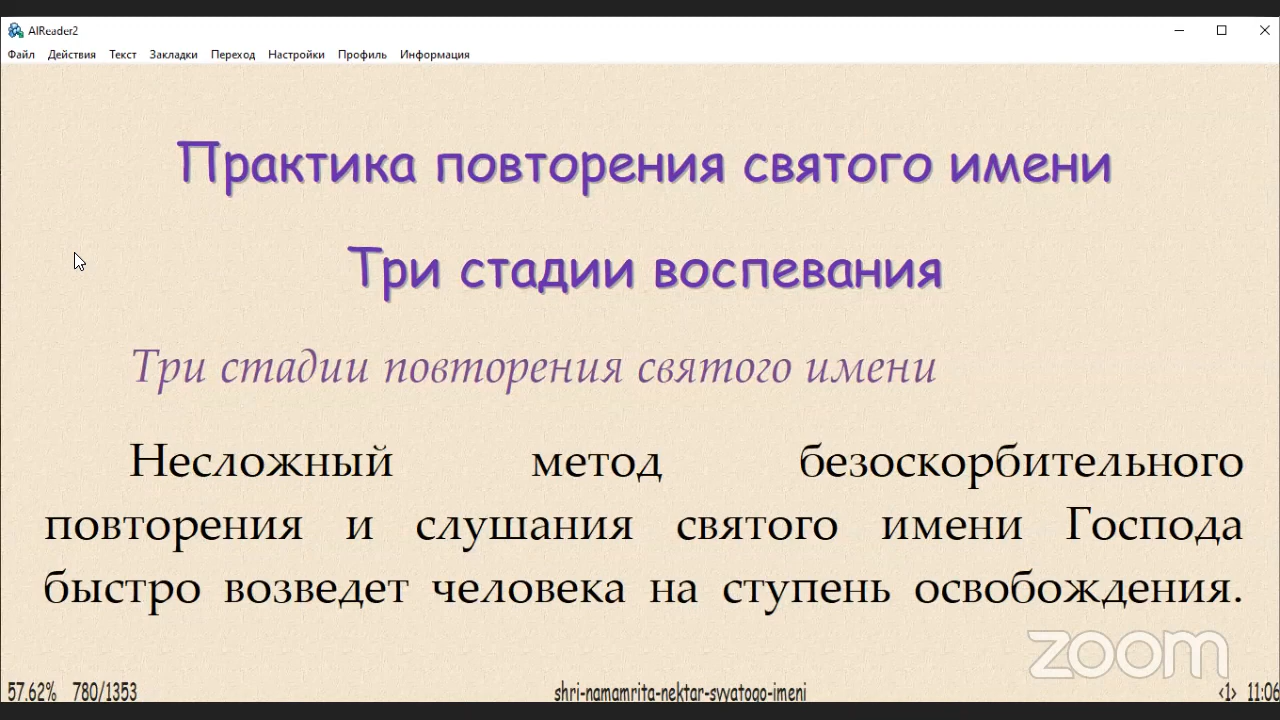 AlReader2
Файл Действия Текст Закладки Переход Настройки Профиль Информация
Практика повторения святого имени
Три стадии воспевания
Три стадии повторения святого имени
Несложный метод безоскорбительного
повторения и слушания святого имени Господа
быстро возведет человека на ступень освобождения.
zoom
57.62% 780/1353 shri-namamrita-nektar-svyatogo-imeni ‹1› 11:06